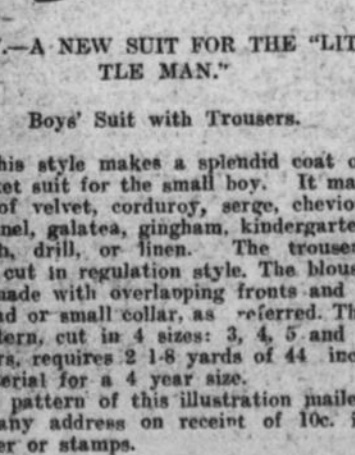 .—A NEW SUIT FOR THE "LIT
TLE MAN."
Boys' Suit with Trousers.
his style makes a splendid coat o
et suit for the small boy. It ma
of velvet, corduroy, serge, chevio
nel, galatea, gingham, kindergarte
h, drill, or linen. The trouser
cut in regulation style. The blous
made with overlapping fronts and
nd or small collar, as referred. Th
tern, cut in 4 sizes: 3, 4, 5 and
rs, requires 2 1-8 yards of 44 inc
terial for a 4 year size.
pattern of this illustration maile
any address on receipt of 10c. i
er or stamps.